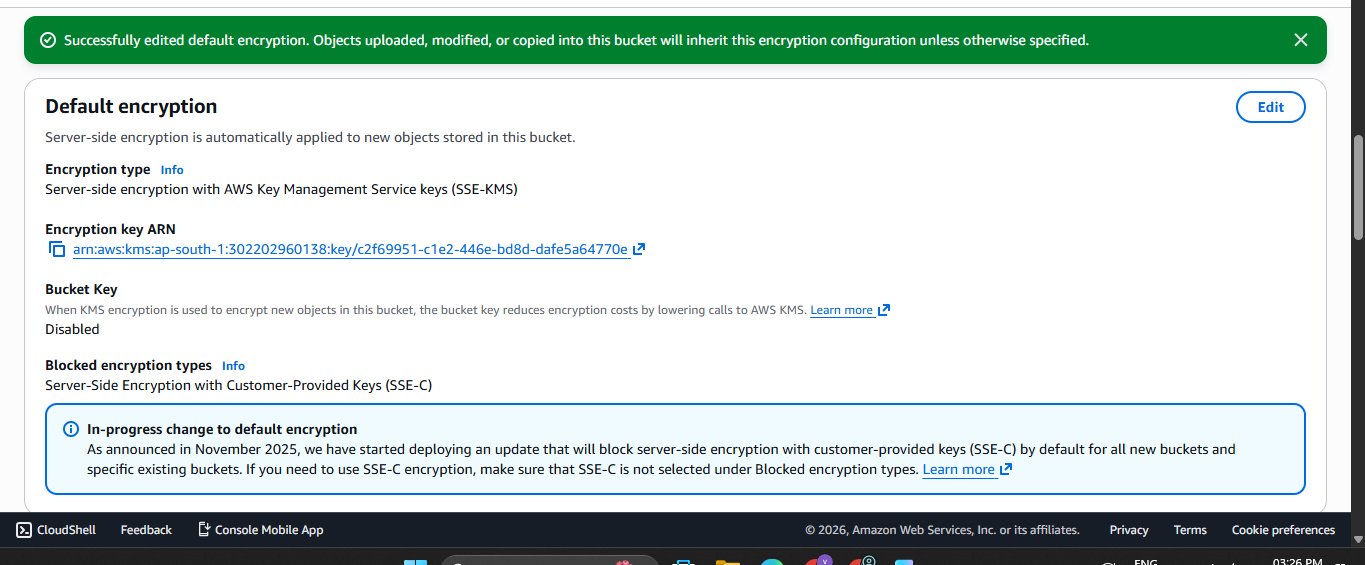 Successfully edited default encryption. Objects uploaded, modified, or copied into this bucket will inherit this encryption configuration unless otherwise specified.
Default encryption
Edit
Server-side encryption is automatically applied to new objects stored in this bucket.
Encryption type Info
Server-side encryption with AWS Key Management Service keys (SSE-KMS)
Encryption key ARN
arn:aws:kms:ap-south-1:302202960138:key/c2f69951-c1e2-446e-bd8d-dafe5a64770e
Bucket Key
When KMS encryption is used to encrypt new objects in this bucket, the bucket key reduces encryption costs by lowering calls to AWS KMS. Learn more
Disabled
Blocked encryption types Info
Server-Side Encryption with Customer-Provided Keys (SSE-C)
In-progress change to default encryption
As announced in November 2025, we have started deploying an update that will block server-side encryption with customer-provided keys (SSE-C) by default for all new buckets and
specific existing buckets. If you need to use SSE-C encryption, make sure that SSE-C is not selected under Blocked encryption types. Learn more
CloudShell Feedback Console Mobile App © 2026, Amazon Web Services, Inc. or its affiliates. Privacy Terms Cookie preferences
ENG 03:26 PM